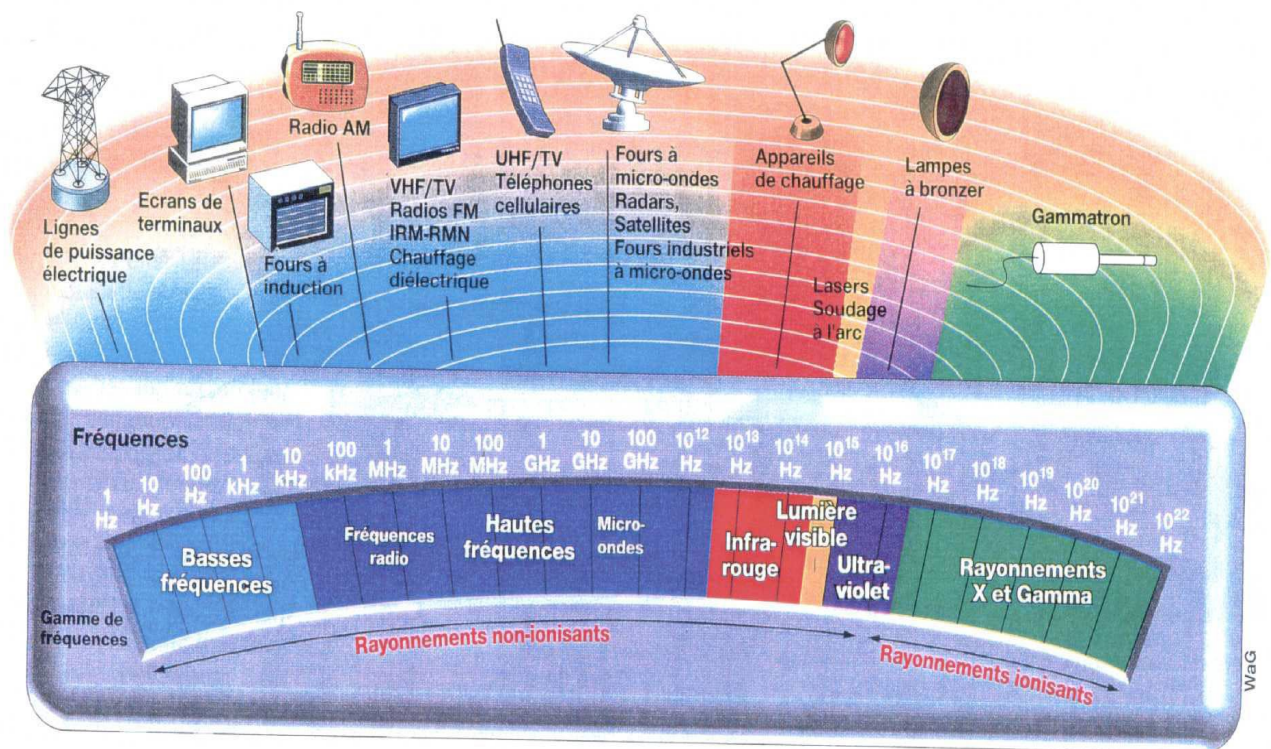 Radio AM
Lignes
de puissance
électrique
Ecrans de
terminaux
Fours à
induction
VHF/TV
Radios FM
IRM-RMN
Chauffage
diélectrique
UHF/TV
Téléphones
cellulaires
Fours à
micro-ondes
Radars,
Satellites
Fours industriels
à micro-ondes
Appareils
de chauffage
Lasers
Soudage
à l'arc
Lampes
à bronzer
Gammatron
Fréquences
1 Hz
10 Hz
100 Hz
1 kHz
10 kHz
100 kHz
1 MHz
10 MHz
100 MHz
1 GHz
10 GHz
100 GHz
10¹² Hz
10¹³ Hz
10¹⁴ Hz
10¹⁵ Hz
10¹⁶ Hz
10¹⁷ Hz
10¹⁸ Hz
10¹⁹ Hz
10²⁰ Hz
10²¹ Hz
10²² Hz
Basses
fréquences
Fréquences
radio
Hautes
fréquences
Micro-
ondes
Infra-
rouge
Lumière
visible
Ultra-
violet
Rayonnements
X et Gamma
Gamme de
fréquences
Rayonnements non-ionisants
Rayonnements ionisants
WaG